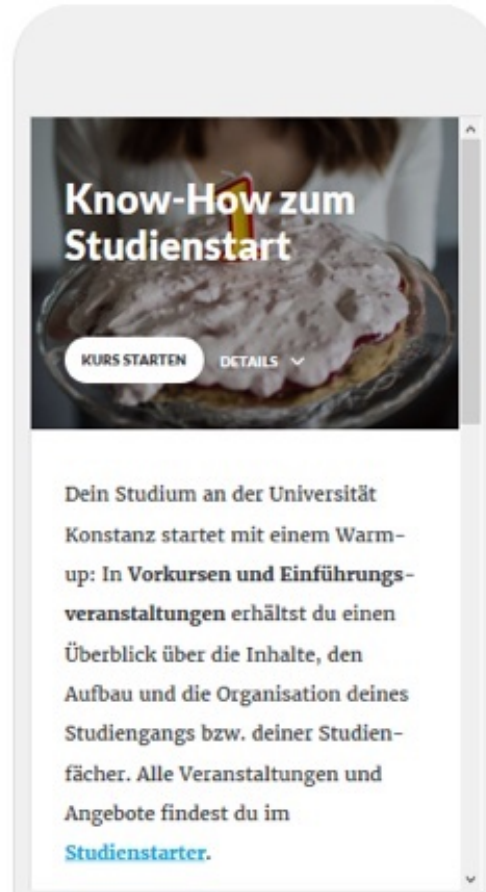 Know-How zum
Studienstart
KURS STARTEN DETAILS
Dein Studium an der Universität
Konstanz startet mit einem Warm-
up: In Vorkursen und Einführungs-
veranstaltungen erhältst du einen
Überblick über die Inhalte, den
Aufbau und die Organisation deines
Studiengangs bzw. deiner Studien-
fächer. Alle Veranstaltungen und
Angebote findest du im
Studienstarter.